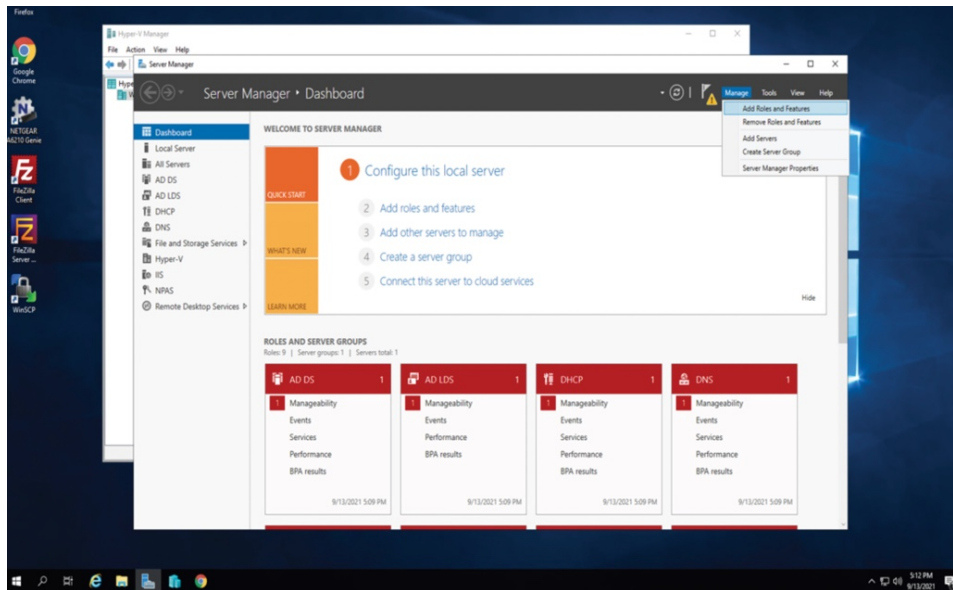 Firefox
Google
Chrome
NETGEAR
A6210 Genie
FileZilla
Client
FileZilla
Server ...
WinSCP
Hyper-V Manager
File Action View Help
Server Manager
Server Manager • Dashboard
Manage Tools View Help
Add Roles and Features
Remove Roles and Features
Add Servers
Create Server Group
Server Manager Properties
Dashboard
Local Server
All Servers
AD DS
AD LDS
DHCP
DNS
File and Storage Services
Hyper-V
IIS
NPAS
Remote Desktop Services
WELCOME TO SERVER MANAGER
QUICK START
WHAT'S NEW
LEARN MORE
1 Configure this local server
2 Add roles and features
3 Add other servers to manage
4 Create a server group
5 Connect this server to cloud services
Hide
ROLES AND SERVER GROUPS
Roles: 9 | Server groups: 1 | Servers total: 1
AD DS 1
1 Manageability
Events
Services
Performance
BPA results
9/13/2021 5:09 PM
AD LDS 1
1 Manageability
Events
Performance
BPA results
9/13/2021 5:09 PM
DHCP 1
1 Manageability
Events
Services
Performance
BPA results
9/13/2021 5:09 PM
DNS 1
1 Manageability
Events
Services
Performance
BPA results
9/13/2021 5:09 PM
5:12 PM
9/13/2021